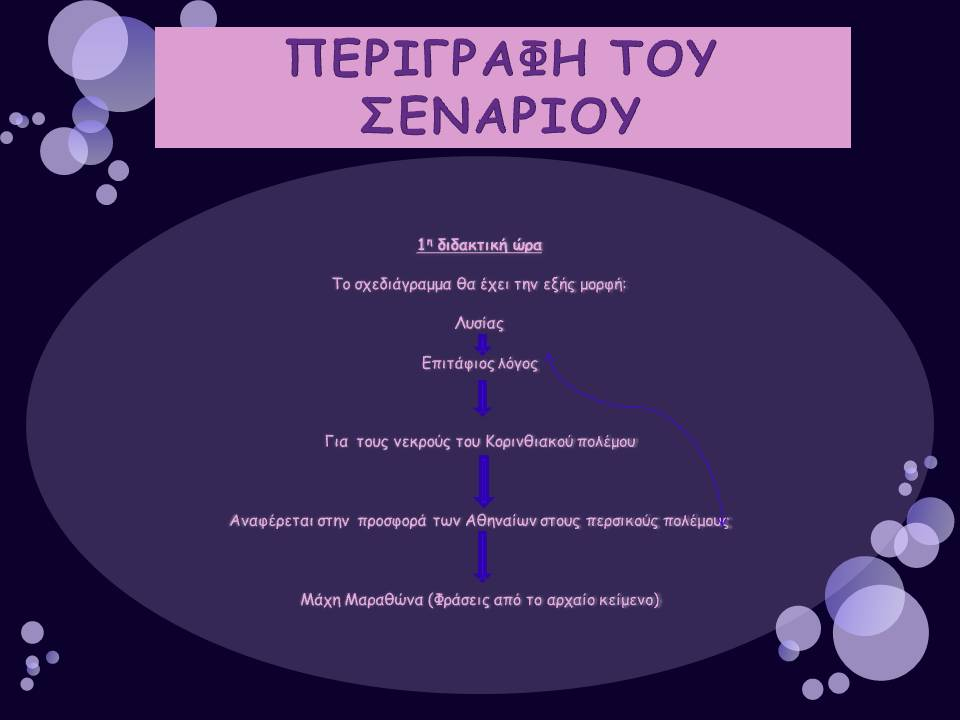 ΠΕΡΙΓΡΑΦΗ ΤΟΥ
ΣΕΝΑΡΙΟΥ
1η διδακτική ώρα
Το σχεδιάγραμμα θα έχει την εξής μορφή:
Λυσίας
Επιτάφιος λόγος
Για τους νεκρούς του Κορινθιακού πολέμου
Αναφέρεται στην προσφορά των Αθηναίων στους περσικούς πολέμους
Μάχη Μαραθώνα (Φράσεις από το αρχαίο κείμενο)